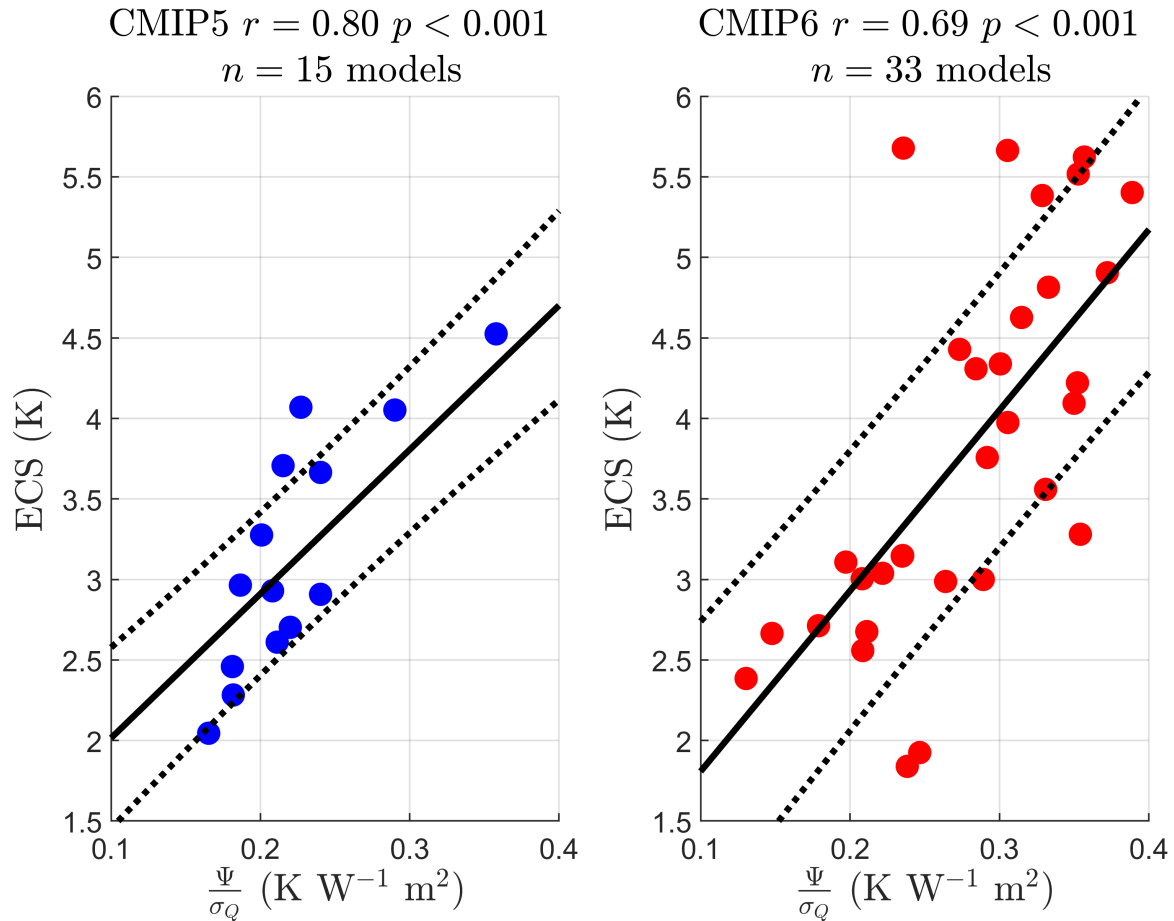 CMIP5 r = 0.80 p < 0.001
n = 15 models
6
5.5
5
4.5
4
3.5
3
2.5
2
1.5
ECS (K)
0.1 0.2 0.3 0.4
Ψ/σ_Q (K W⁻¹ m²)
CMIP6 r = 0.69 p < 0.001
n = 33 models
6
5.5
5
4.5
4
3.5
3
2.5
2
1.5
ECS (K)
0.1 0.2 0.3 0.4
Ψ/σ_Q (K W⁻¹ m²)